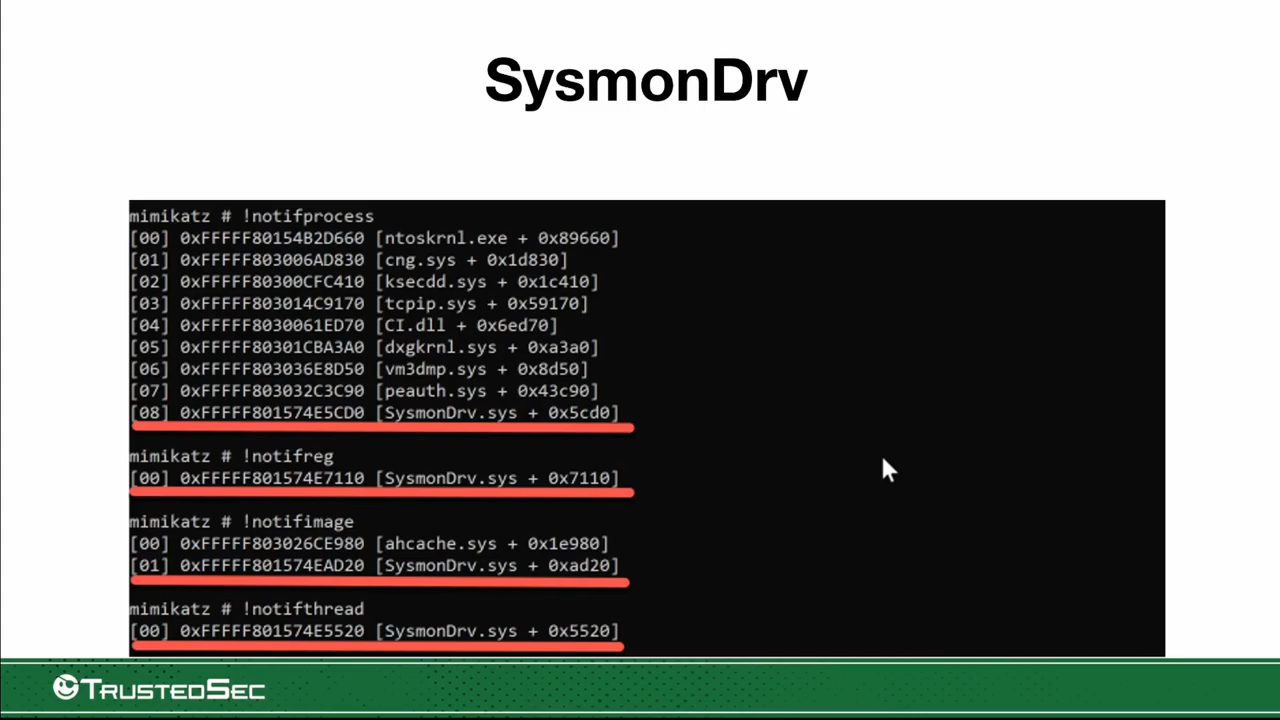 SysmonDrv
mimikatz # !notifprocess
[00] 0xFFFFF80154B2D660 [ntoskrnl.exe + 0x89660]
[01] 0xFFFFF803006AD830 [cng.sys + 0x1d830]
[02] 0xFFFFF80300CFC410 [ksecdd.sys + 0x1c410]
[03] 0xFFFFF803014C9170 [tcpip.sys + 0x59170]
[04] 0xFFFFF8030061ED70 [CI.dll + 0x6ed70]
[05] 0xFFFFF80301CBA3A0 [dxgkrnl.sys + 0xa3a0]
[06] 0xFFFFF803036E8D50 [vm3dmp.sys + 0x8d50]
[07] 0xFFFFF803032C3C90 [peauth.sys + 0x43c90]
[08] 0xFFFFF801574E5CD0 [SysmonDrv.sys + 0x5cd0]
mimikatz # !notifreg
[00] 0xFFFFF801574E7110 [SysmonDrv.sys + 0x7110]
mimikatz # !notifimage
[00] 0xFFFFF803026CE980 [ahcache.sys + 0x1e980]
[01] 0xFFFFF801574EAD20 [SysmonDrv.sys + 0xad20]
mimikatz # !notifthread
[00] 0xFFFFF801574E5520 [SysmonDrv.sys + 0x5520]
TRUSTEDSEC